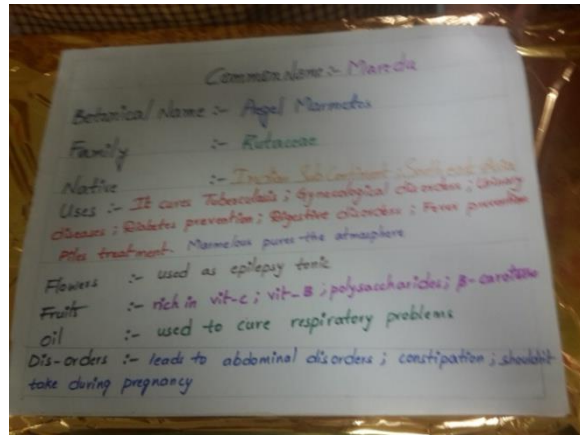 Common Name :- Maredu
Botanical Name :- Aegel Marmelos
Family :- Rutaceae
Native :- Indian Sub Continent ; South east Asia
Uses :- It cures Tuberculosis ; Gynecological disorders ; Urinary
diseases ; Diabetes prevention ; Digestive disorders ; Fever prevention
Piles treatment. Marmelous pures the atmosphere
Flowers :- used as epilepsy tonic
Fruits :- rich in vit-c ; vit-B ; polysaccharides ; β-carotene
oil :- used to cure respiratory problems
Dis-orders :- leads to abdominal disorders ; constipation ; shouldn't
take during pregnancy